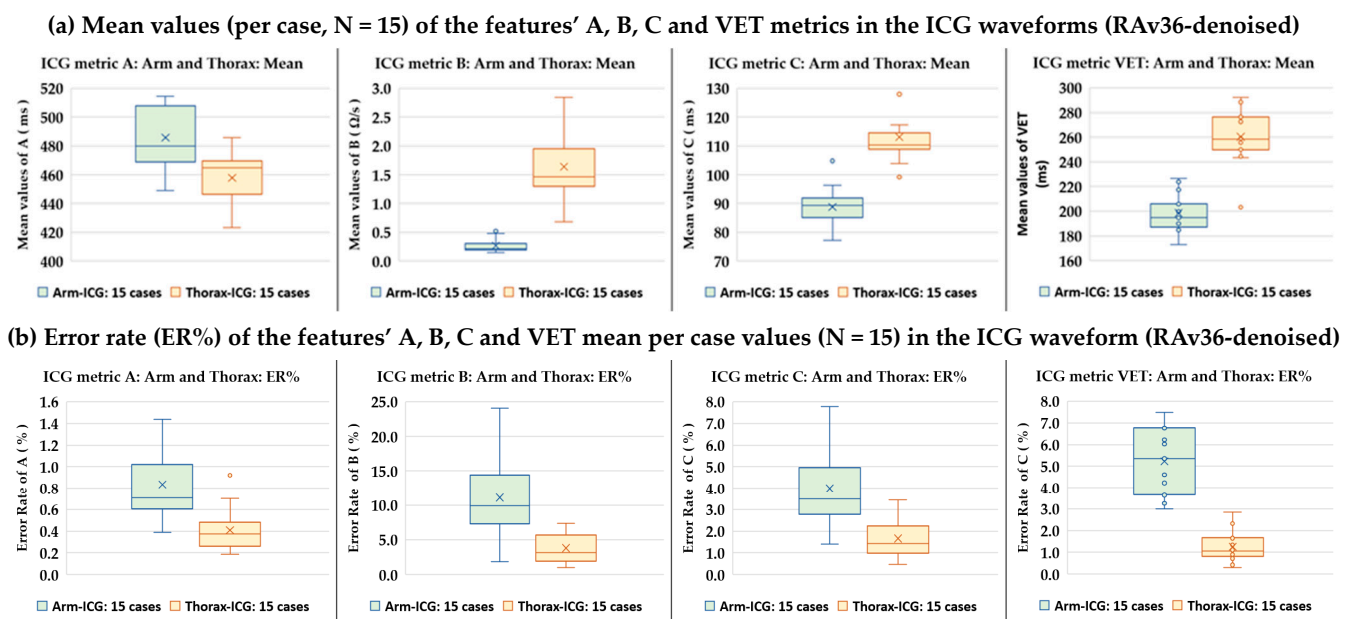 (a) Mean values (per case, N = 15) of the features’ A, B, C and VET metrics in the ICG waveforms (RAv36-denoised)
ICG metric A: Arm and Thorax: Mean
Mean values of A ( ms )
520
500
480
460
440
420
400
Arm-ICG: 15 cases
Thorax-ICG: 15 cases
ICG metric B: Arm and Thorax: Mean
Mean values of B ( Ω/s )
3.0
2.5
2.0
1.5
1.0
0.5
0.0
Arm-ICG: 15 cases
Thorax-ICG: 15 cases
ICG metric C: Arm and Thorax: Mean
Mean values of C ( ms )
130
120
110
100
90
80
70
Arm-ICG: 15 cases
Thorax-ICG: 15 cases
ICG metric VET: Arm and Thorax: Mean
Mean values of VET
(ms)
300
280
260
240
220
200
180
160
Arm-ICG: 15 cases
Thorax-ICG: 15 cases
(b) Error rate (ER%) of the features’ A, B, C and VET mean per case values (N = 15) in the ICG waveform (RAv36-denoised)
ICG metric A: Arm and Thorax: ER%
Error Rate of A ( % )
1.6
1.4
1.2
1.0
0.8
0.6
0.4
0.2
0.0
Arm-ICG: 15 cases
Thorax-ICG: 15 cases
ICG metric B: Arm and Thorax: ER%
Error Rate of B ( % )
25.0
20.0
15.0
10.0
5.0
0.0
Arm-ICG: 15 cases
Thorax-ICG: 15 cases
ICG metric C: Arm and Thorax: ER%
Error Rate of C ( % )
8.0
7.0
6.0
5.0
4.0
3.0
2.0
1.0
0.0
Arm-ICG: 15 cases
Thorax-ICG: 15 cases
ICG metric VET: Arm and Thorax: ER%
Error Rate of C ( % )
8.0
7.0
6.0
5.0
4.0
3.0
2.0
1.0
0.0
Arm-ICG: 15 cases
Thorax-ICG: 15 cases